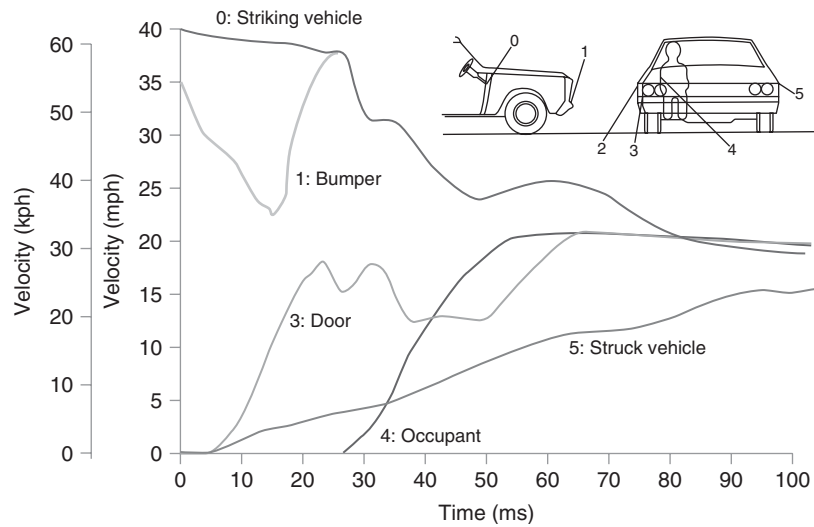 0: Striking vehicle
1: Bumper
3: Door
4: Occupant
5: Struck vehicle
0
1
2
3
4
5
Velocity (kph)
60
50
40
30
20
10
0
Velocity (mph)
40
35
30
25
20
15
10
5
0
0 10 20 30 40 50 60 70 80 90 100
Time (ms)